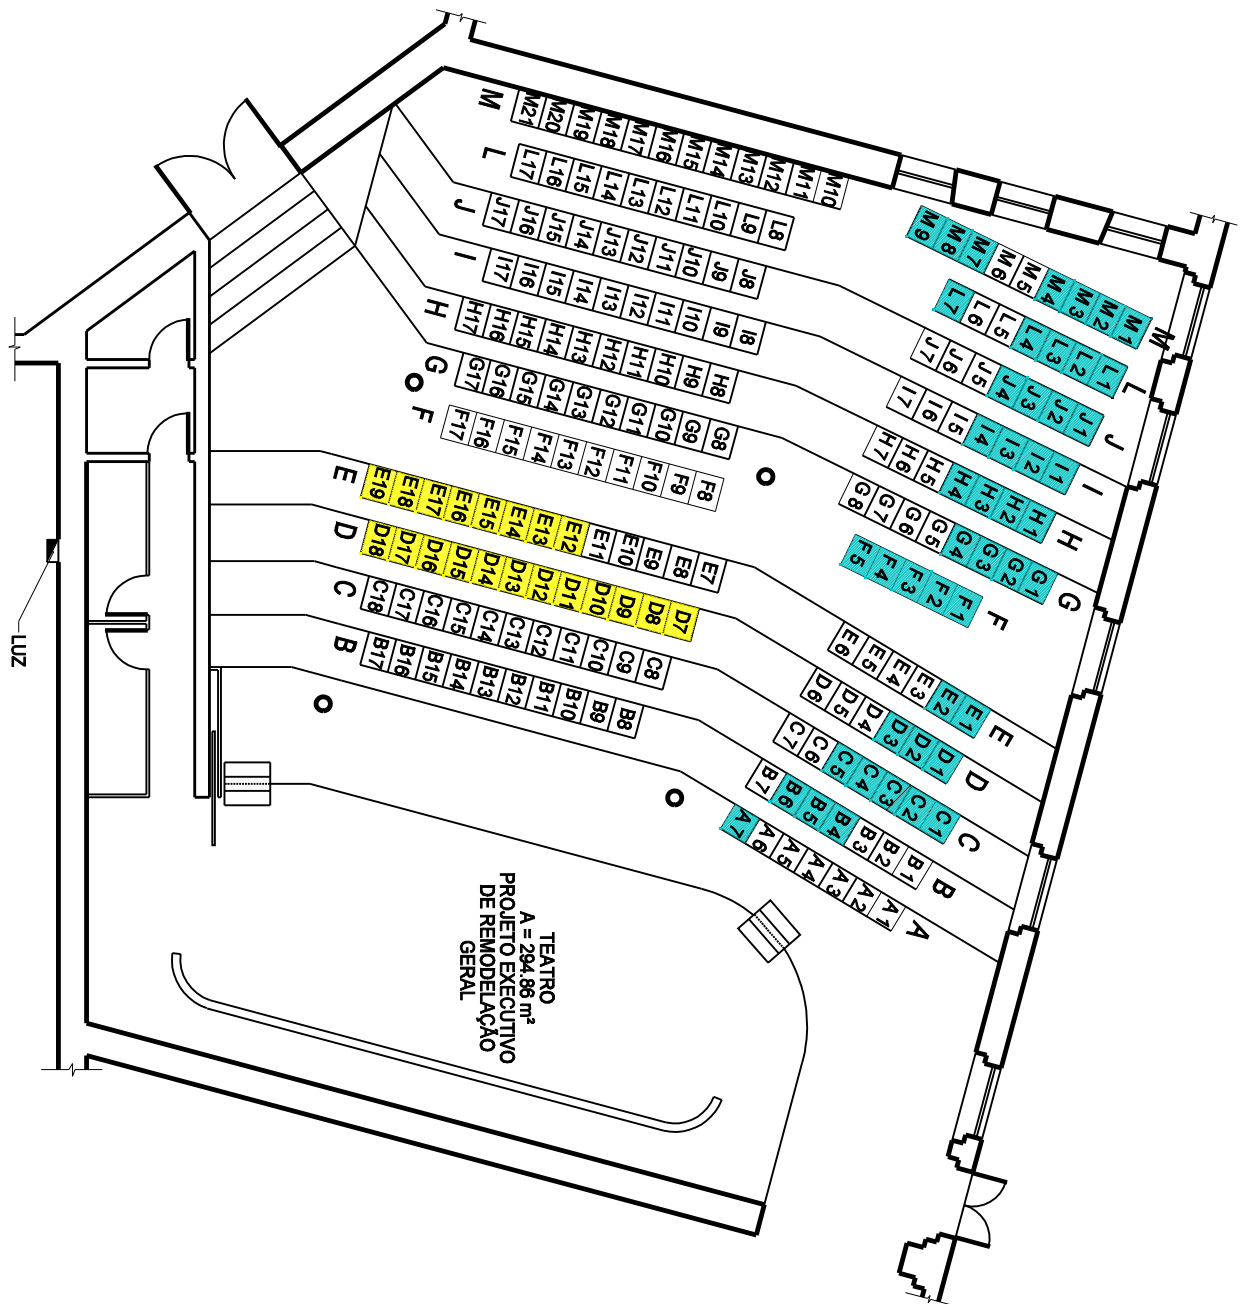 M M21 M20 M19 M18 M17 M16 M15 M14 M13 M12 M11 M10
M9 M8 M7 M6 M5 M4 M3 M2 M1 M
L L17 L16 L15 L14 L13 L12 L11 L10 L9 L8
L7 L6 L5 L4 L3 L2 L1 L
J J17 J16 J15 J14 J13 J12 J11 J10 J9 J8
J7 J6 J5 J4 J3 J2 J1 J
I I17 I16 I15 I14 I13 I12 I11 I10 I9 I8
I7 I6 I5 I4 I3 I2 I1 I
H H17 H16 H15 H14 H13 H12 H11 H10 H9 H8
H7 H6 H5 H4 H3 H2 H1 H
G G17 G16 G15 G14 G13 G12 G11 G10 G9 G8
G8 G7 G6 G5 G4 G3 G2 G1 G
F F17 F16 F15 F14 F13 F12 F11 F10 F9 F8
F5 F4 F3 F2 F1 F
E E19 E18 E17 E16 E15 E14 E13 E12 E11 E10 E9 E8 E7
E6 E5 E4 E3 E2 E1 E
D D18 D17 D16 D15 D14 D13 D12 D11 D10 D9 D8 D7
D6 D5 D4 D3 D2 D1 D
C C18 C17 C16 C15 C14 C13 C12 C11 C10 C9 C8
C7 C6 C5 C4 C3 C2 C1 C
B B17 B16 B15 B14 B13 B12 B11 B10 B9 B8
B7 B6 B5 B4 B3 B2 B1 B
A7 A6 A5 A4 A3 A2 A1 A
LUZ
TEATRO
A = 294.86 m²
PROJETO EXECUTIVO
DE REMODELAÇÃO
GERAL